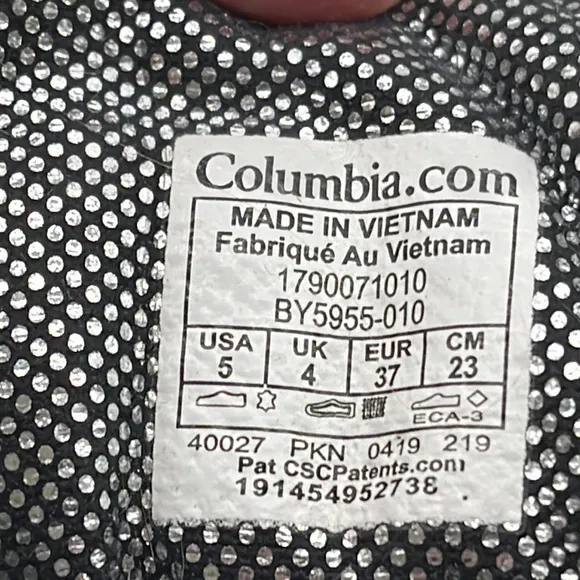 Columbia.com
MADE IN VIETNAM
Fabriqué Au Vietnam
1790071010
BY5955-010
USA UK EUR CM
5 4 37 23
ECA-3
40027 PKN 0419 219
Pat CSCPatents.com
191454952738